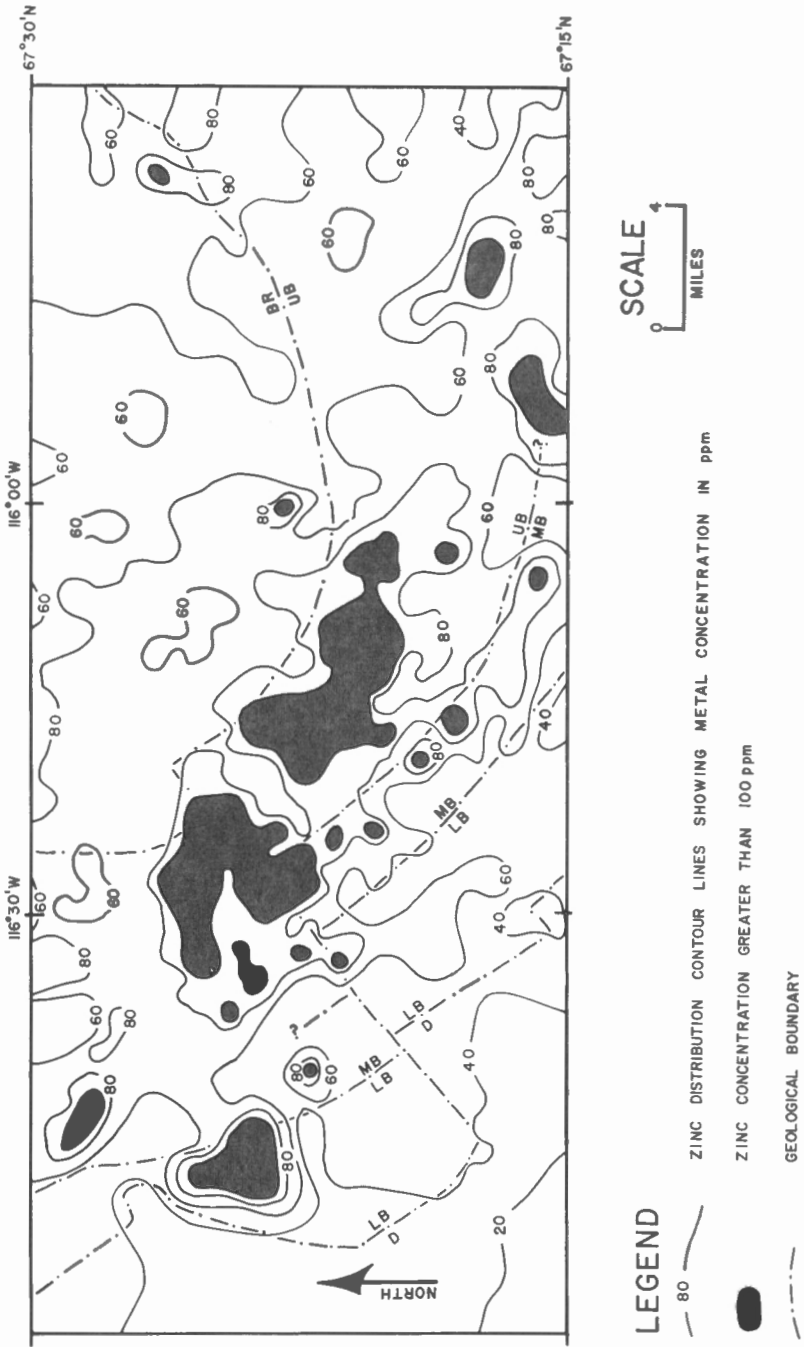 67°30'N
67°15'N
116°00'W
116°30'W
60
80
60
40
80
60
80
60
80
80
60
BR
UB
60
80
60
60
80
60
60
UB
MB
?
60
80
60
80
40
80
80
MB
LB
60
60
60
40
80
60
80
80
60
?
LB
D
MB
LB
40
80
80
LB
D
20
NORTH
SCALE
0 4
MILES
LEGEND
80 ZINC DISTRIBUTION CONTOUR LINES SHOWING METAL CONCENTRATION IN ppm
ZINC CONCENTRATION GREATER THAN 100 ppm
GEOLOGICAL BOUNDARY